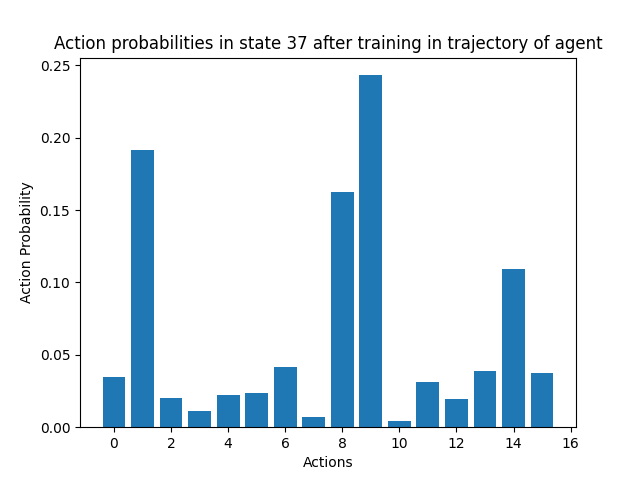 Action probabilities in state 37 after training in trajectory of agent
0.25
0.20
0.15
0.10
0.05
0.00
Action Probability
0 2 4 6 8 10 12 14 16
Actions